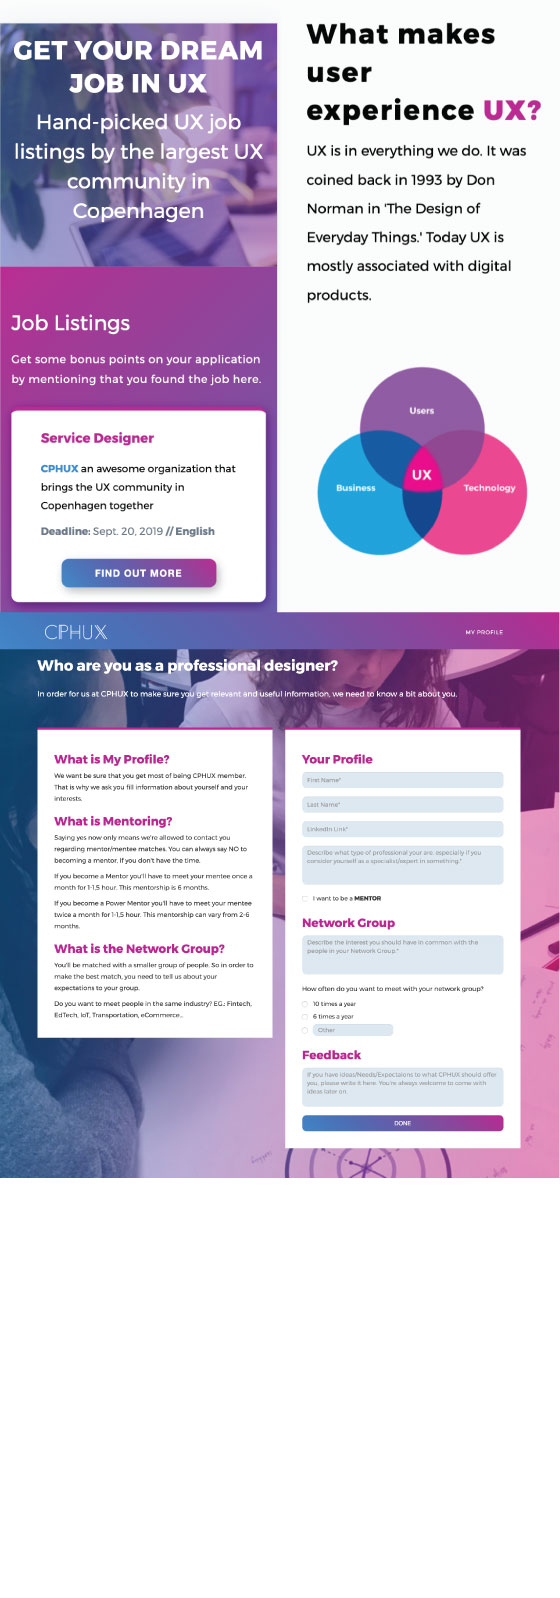 GET YOUR DREAM
JOB IN UX
Hand-picked UX job
listings by the largest UX
community in
Copenhagen
Job Listings
Get some bonus points on your application
by mentioning that you found the job here.
Service Designer
CPHUX an awesome organization that
brings the UX community in
Copenhagen together
Deadline: Sept. 20, 2019 // English
FIND OUT MORE
What makes
user
experience UX?
UX is in everything we do. It was
coined back in 1993 by Don
Norman in 'The Design of
Everyday Things.' Today UX is
mostly associated with digital
products.
Users
UX
Business
Technology
CPHUX
MY PROFILE
Who are you as a professional designer?
In order for us at CPHUX to make sure you get relevant and useful information, we need to know a bit about you.
What is My Profile?
We want be sure that you get most of being CPHUX member.
That is why we ask you fill information about yourself and your
interests.
What is Mentoring?
Saying yes now only means we're allowed to contact you
regarding mentor/mentee matches. You can always say NO to
becoming a mentor, if you don't have the time.
If you become a Mentor you'll have to meet your mentee once a
month for 1-1,5 hour. This mentorship is 6 months.
If you become a Power Mentor you'll have to meet your mentee
twice a month for 1-1,5 hour. This mentorship can vary from 2-6
months.
What is the Network Group?
You'll be matched with a smaller group of people. So in order to
make the best match, you need to tell us about your
expectations to your group.
Do you want to meet people in the same industry? EG.: Fintech,
EdTech, IoT, Transportation, eCommerce...
Your Profile
First Name*
Last Name*
LinkedIn Link*
Describe what type of professional your are, especially if you
consider yourself as a specialist/expert in something.*
I want to be a MENTOR
Network Group
Describe the interest you should have in common with the
people in your Network Group.*
How often do you want to meet with your network group?
10 times a year
6 times a year
Other
Feedback
If you have ideas/Needs/Expectaions to what CPHUX should offer
you, please write it here. You're always welcome to come with
ideas later on.
DONE